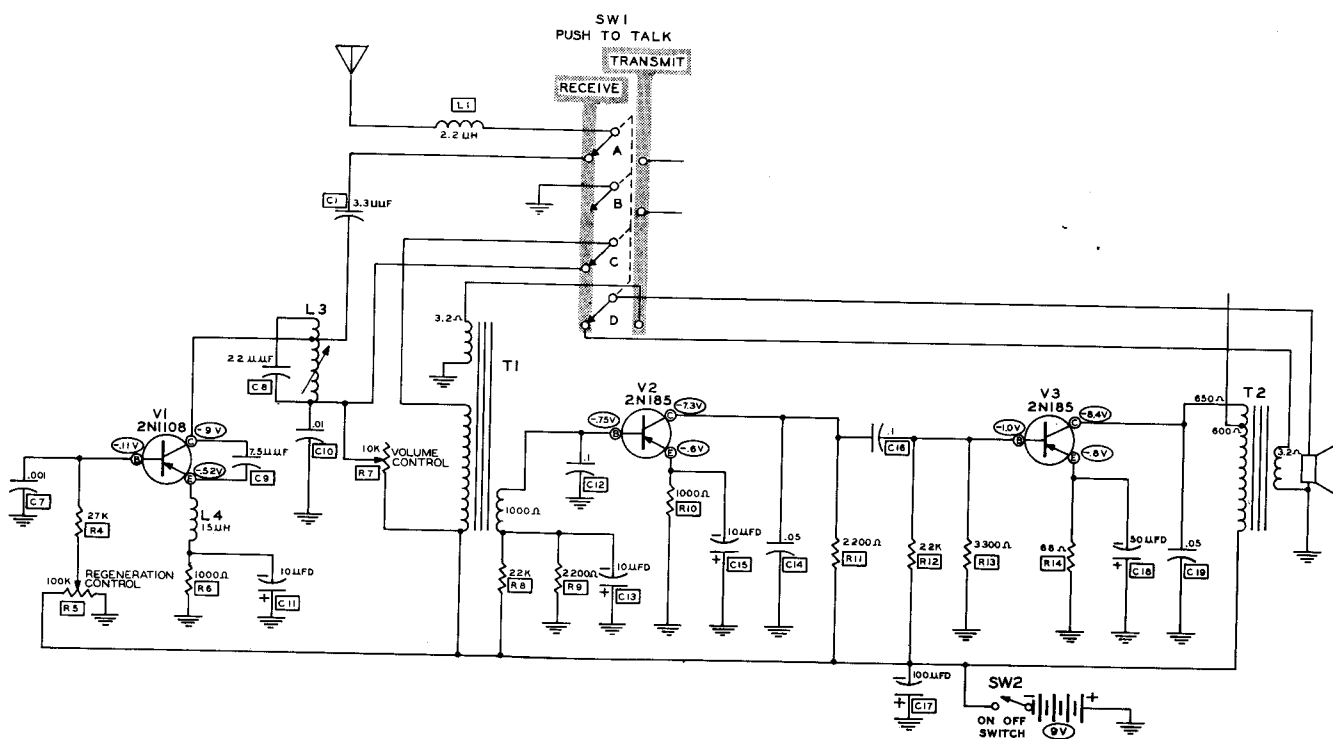 SW1
PUSH TO TALK
TRANSMIT
RECEIVE
L1
2.2 µH
A
B
C
D
C1
3.3 µµF
L3
3.2Ω
T1
22 µµF
C8
V1
2N1108
-.11V
B
C
-9V
E
-.52V
7.5 µµF
C9
.01
C10
.001
C7
27K
R4
100K
REGENERATION
CONTROL
R5
L4
15 µH
1000Ω
R6
10 µFD
C11
10K
VOLUME
CONTROL
R7
1000Ω
22K
R8
2200Ω
R9
10 µFD
C13
.1
C12
V2
2N185
-.75V
B
C
-7.3V
E
-.6V
1000Ω
R10
10 µFD
C15
.05
C14
2200Ω
R11
.1
C16
22K
R12
3300Ω
R13
V3
2N185
-1.0V
B
C
-8.4V
E
-.8V
68Ω
R14
50 µFD
C18
.05
C19
650Ω
600Ω
T2
3.2Ω
100 µFD
C17
SW2
ON OFF
SWITCH
9V